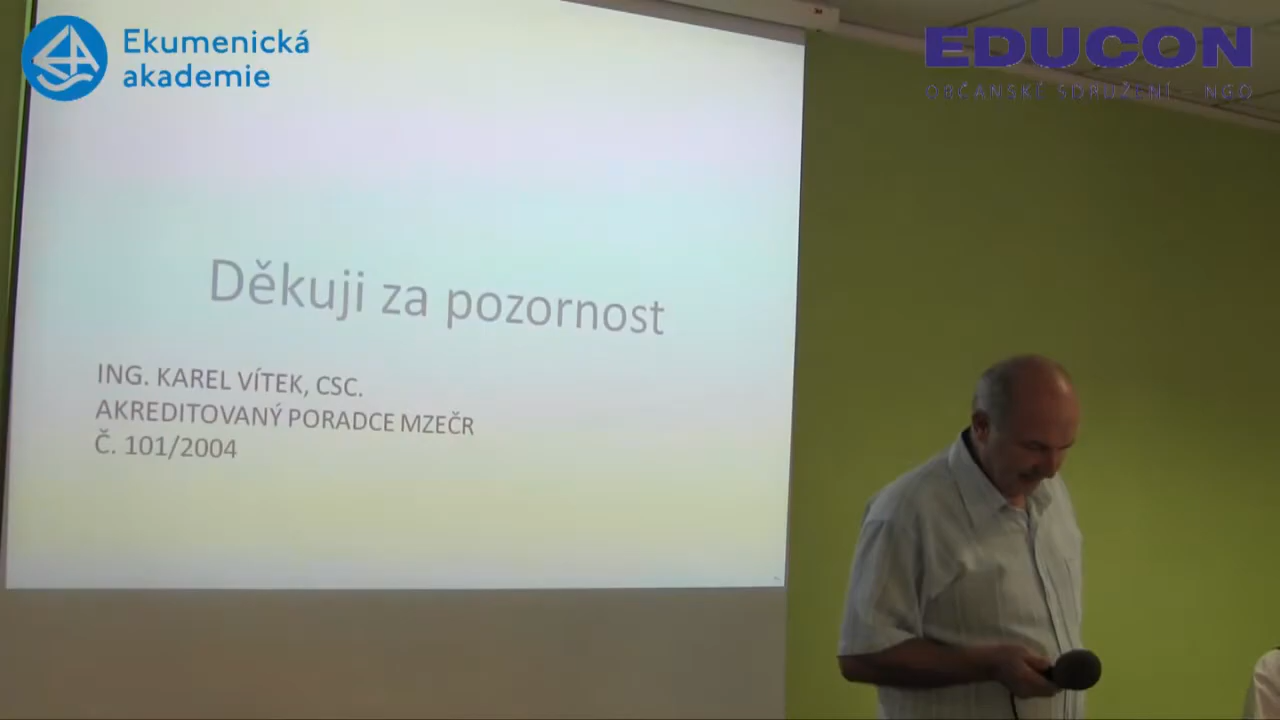 Ekumenická
akademie
EDUCON
OBČANSKÉ SDRUŽENÍ - NGO
Děkuji za pozornost
ING. KAREL VÍTEK, CSC.
AKREDITOVANÝ PORADCE MZEČR
Č. 101/2004